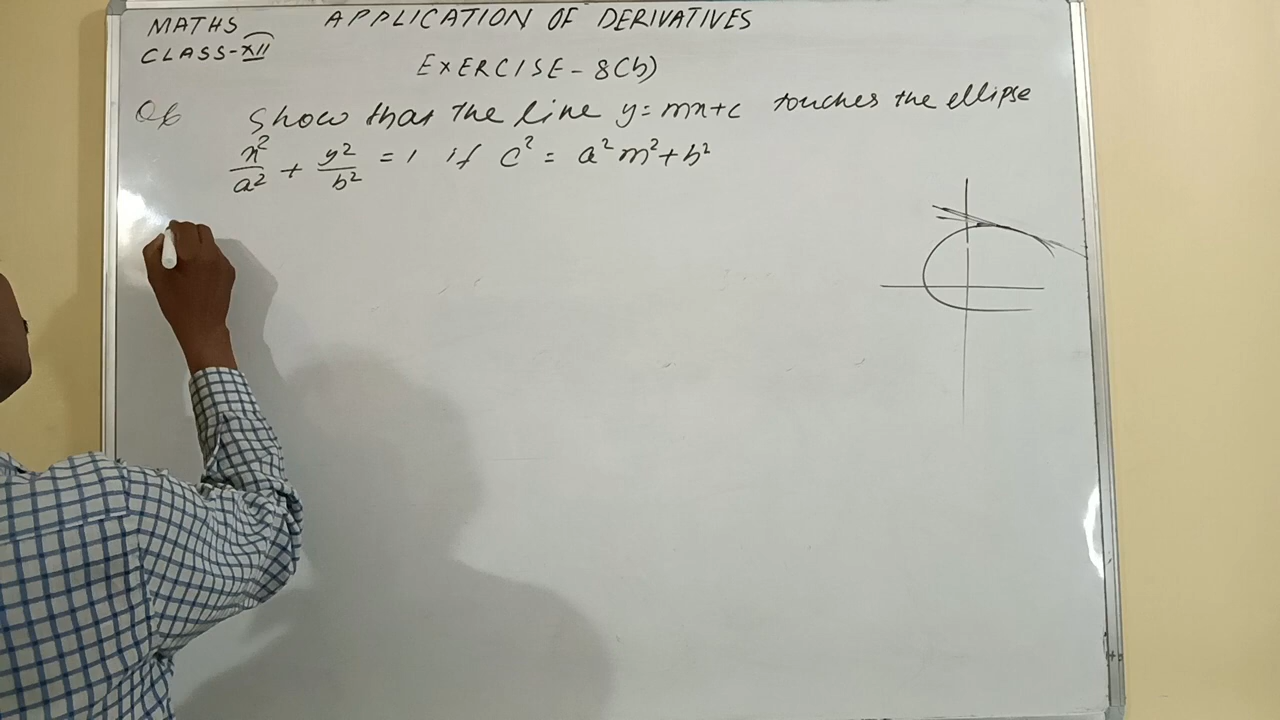 MATHS
CLASS-XII
APPLICATION OF DERIVATIVES
EXERCISE - 8(b)
Q6 Show that the line y=mx+c touches the ellipse
x²/a² + y²/b² = 1 if c² = a²m²+b²